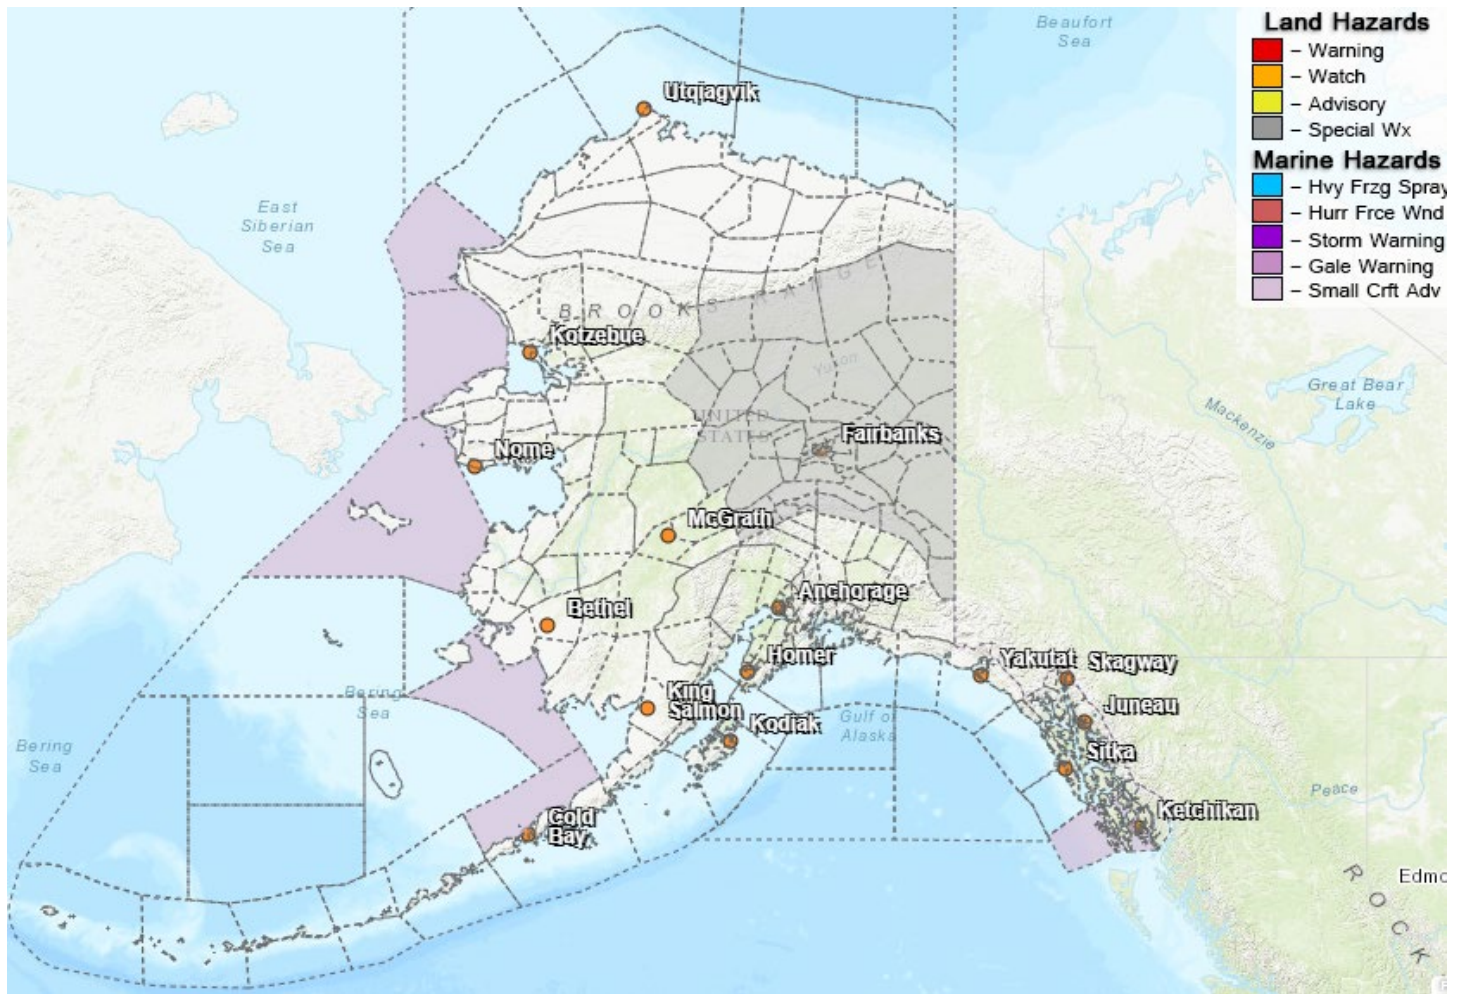 Beaufort
Sea
Land Hazards
– Warning
– Watch
– Advisory
– Special Wx
Marine Hazards
– Hvy Frzg Spray
– Hurr Frce Wnd
– Storm Warning
– Gale Warning
– Small Crft Adv
Utqiagvik
East
Siberian
Sea
BROOKS RANGE
Kotzebue
Yukon
Great Bear
Lake
Mackenzie
UNITED
STATES
Fairbanks
Nome
McGrath
Anchorage
Bethel
Homer
Yakutat
Skagway
King
Salmon
Kodiak
Juneau
Gulf of
Alaska
Sitka
Bering
Sea
Bering
Sea
Peace
Cold
Bay
Ketchikan
Edmo
ROCK